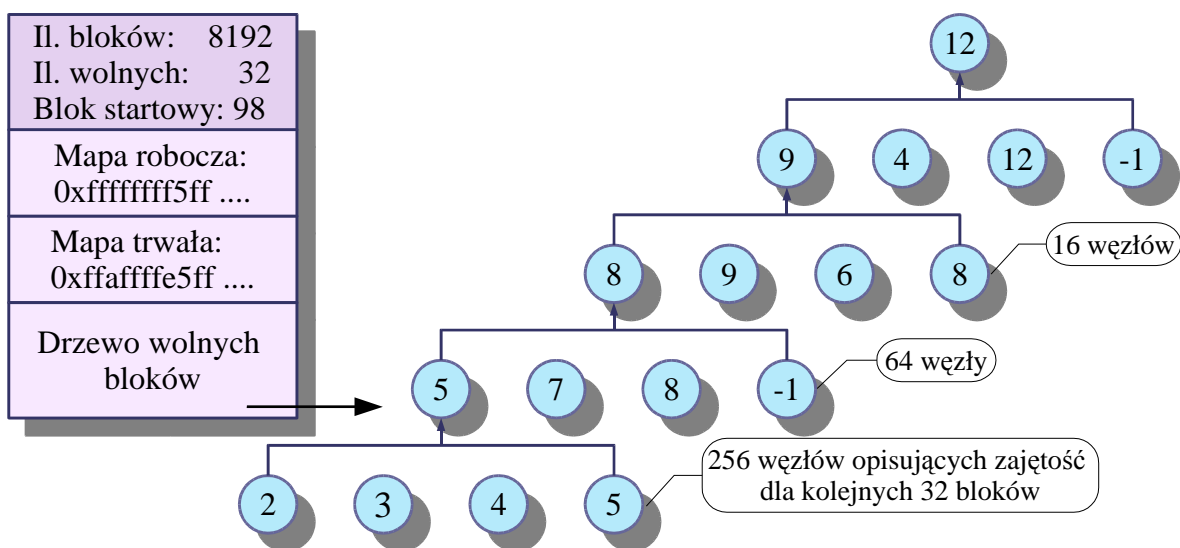 Il. bloków: 8192
Il. wolnych: 32
Blok startowy: 98
Mapa robocza:
0xffffffff5ff ....
Mapa trwała:
0xffaffffe5ff ....
Drzewo wolnych
bloków
12
9 4 12 -1
8 9 6 8
16 węzłów
5 7 8 -1
64 węzły
2 3 4 5
256 węzłów opisujących zajętość
dla kolejnych 32 bloków